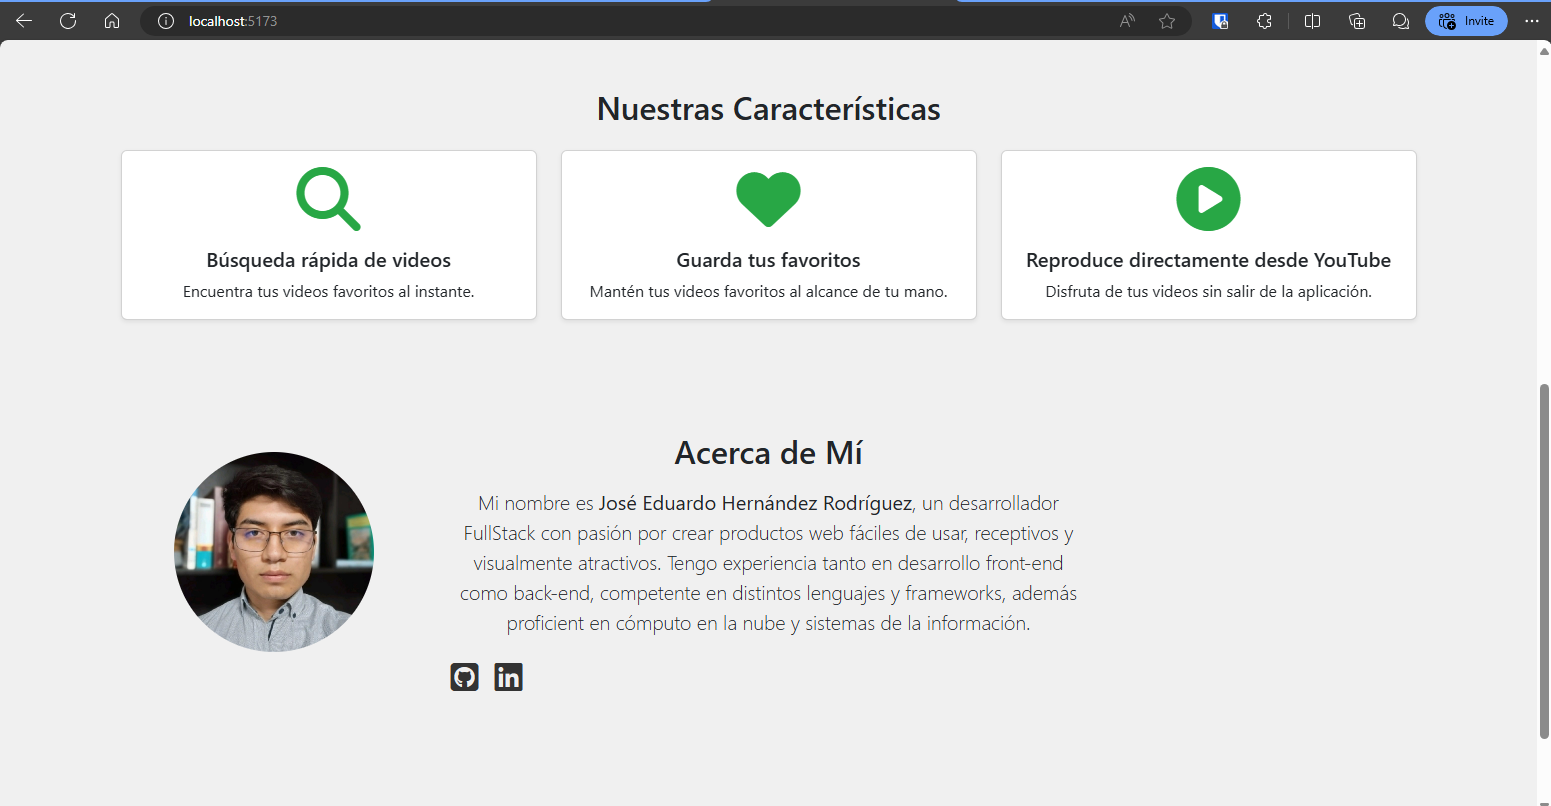 localhost:5173
Invite
Nuestras Características
Búsqueda rápida de videos
Encuentra tus videos favoritos al instante.
Guarda tus favoritos
Mantén tus videos favoritos al alcance de tu mano.
Reproduce directamente desde YouTube
Disfruta de tus videos sin salir de la aplicación.
Acerca de Mí
Mi nombre es José Eduardo Hernández Rodríguez, un desarrollador
FullStack con pasión por crear productos web fáciles de usar, receptivos y
visualmente atractivos. Tengo experiencia tanto en desarrollo front-end
como back-end, competente en distintos lenguajes y frameworks, además
proficient en cómputo en la nube y sistemas de la información.
in